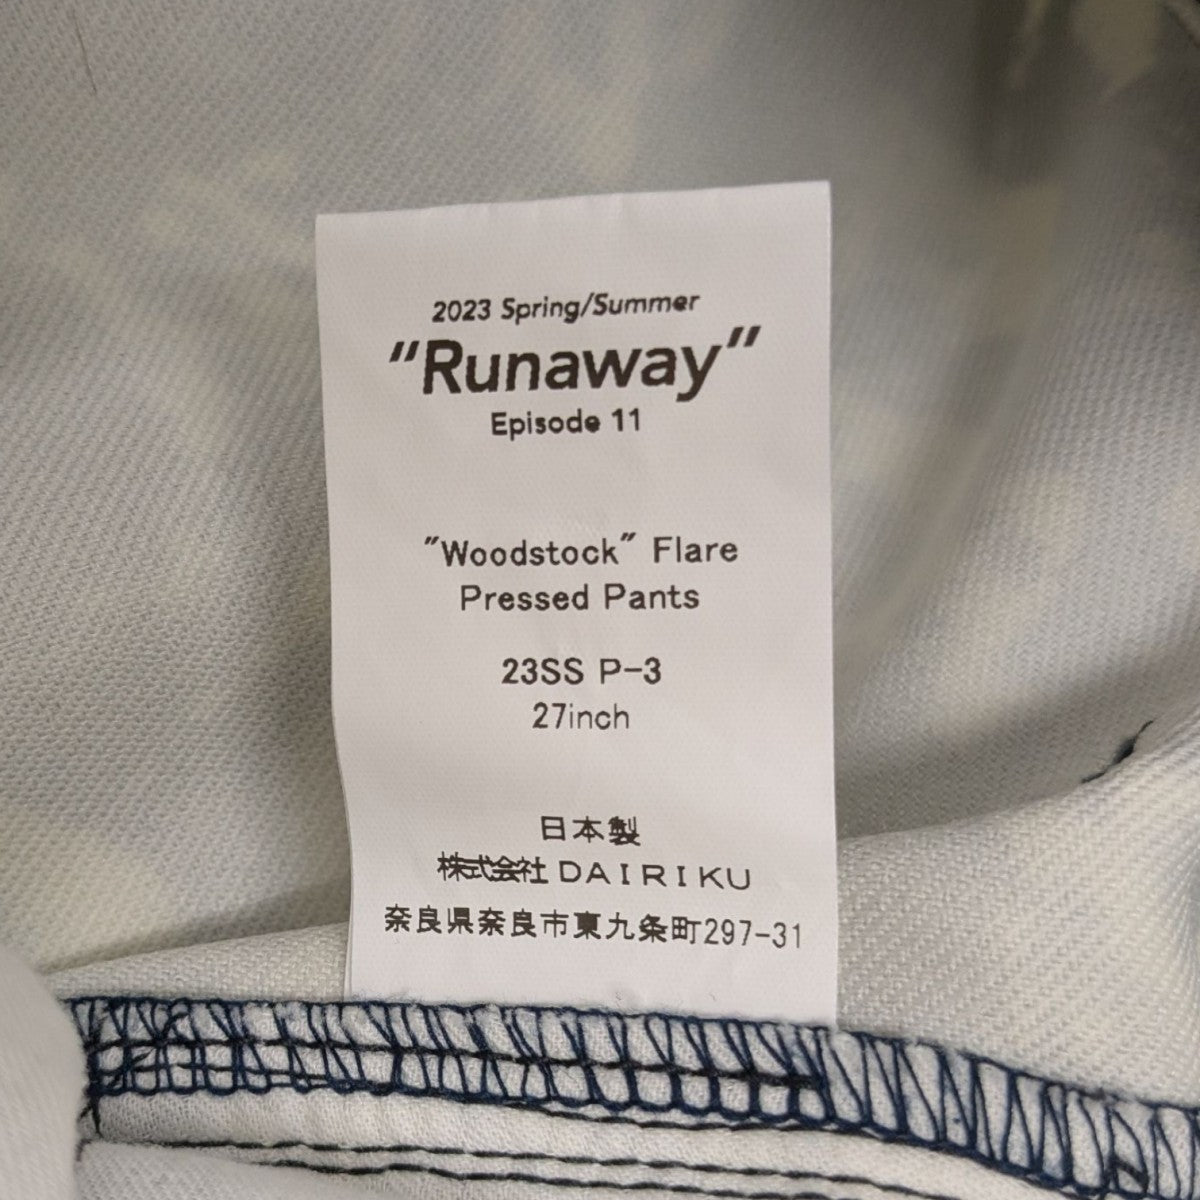 2023 Spring/Summer
"Runaway"
Episode 11
"Woodstock" Flare
Pressed Pants
23SS P-3
27inch
日本製
株式会社 DAIRIKU
奈良県奈良市東九条町297-31